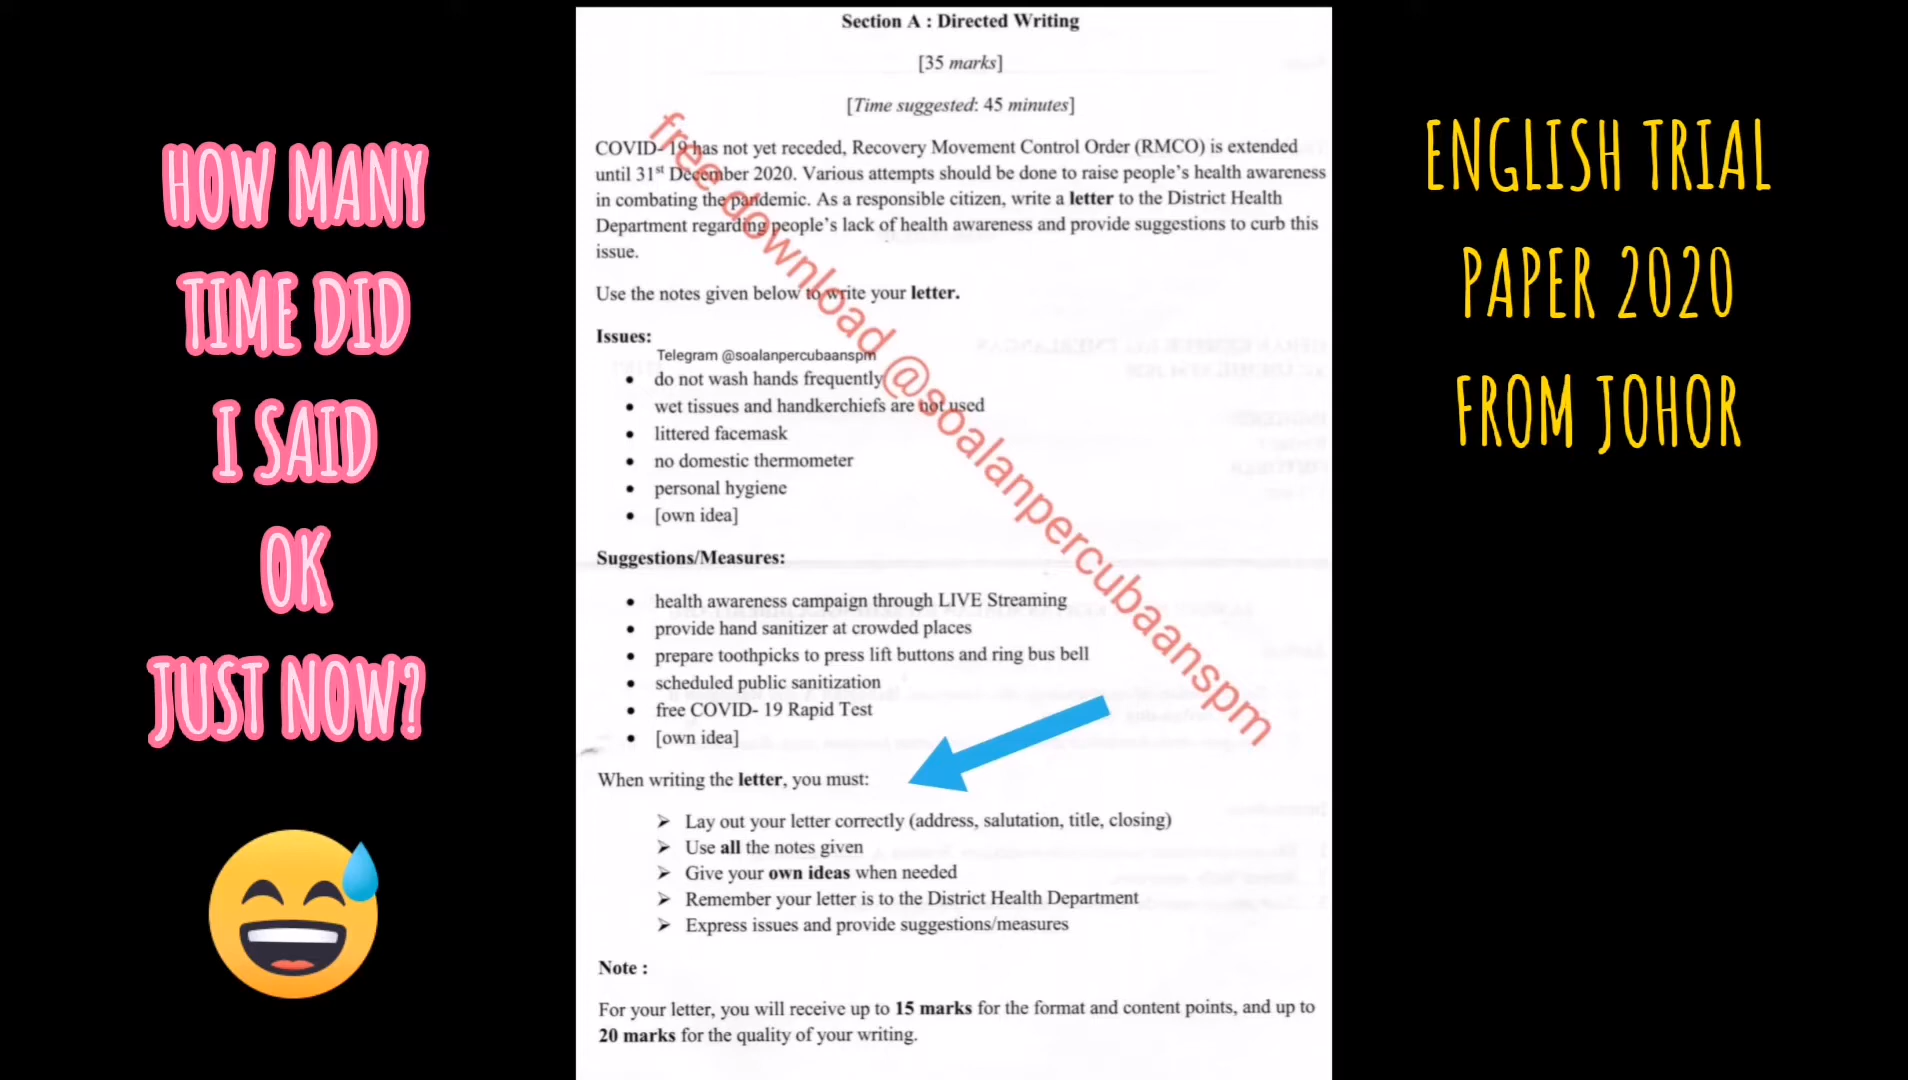 HOW MANY
TIME DID
I SAID
OK
JUST NOW?
Section A : Directed Writing
[35 marks]
[Time suggested: 45 minutes]
COVID- 19 has not yet receded, Recovery Movement Control Order (RMCO) is extended
until 31st December 2020. Various attempts should be done to raise people's health awareness
in combating the pandemic. As a responsible citizen, write a letter to the District Health
Department regarding people's lack of health awareness and provide suggestions to curb this
issue.
Use the notes given below to write your letter.
Issues:
Telegram @soalanpercubaanspm
• do not wash hands frequently
• wet tissues and handkerchiefs are not used
• littered facemask
• no domestic thermometer
• personal hygiene
• [own idea]
Suggestions/Measures:
• health awareness campaign through LIVE Streaming
• provide hand sanitizer at crowded places
• prepare toothpicks to press lift buttons and ring bus bell
• scheduled public sanitization
• free COVID- 19 Rapid Test
• [own idea]
When writing the letter, you must:
➢ Lay out your letter correctly (address, salutation, title, closing)
➢ Use all the notes given
➢ Give your own ideas when needed
➢ Remember your letter is to the District Health Department
➢ Express issues and provide suggestions/measures
Note :
For your letter, you will receive up to 15 marks for the format and content points, and up to
20 marks for the quality of your writing.
free download @soalanpercubaanspm
ENGLISH TRIAL
PAPER 2020
FROM JOHOR